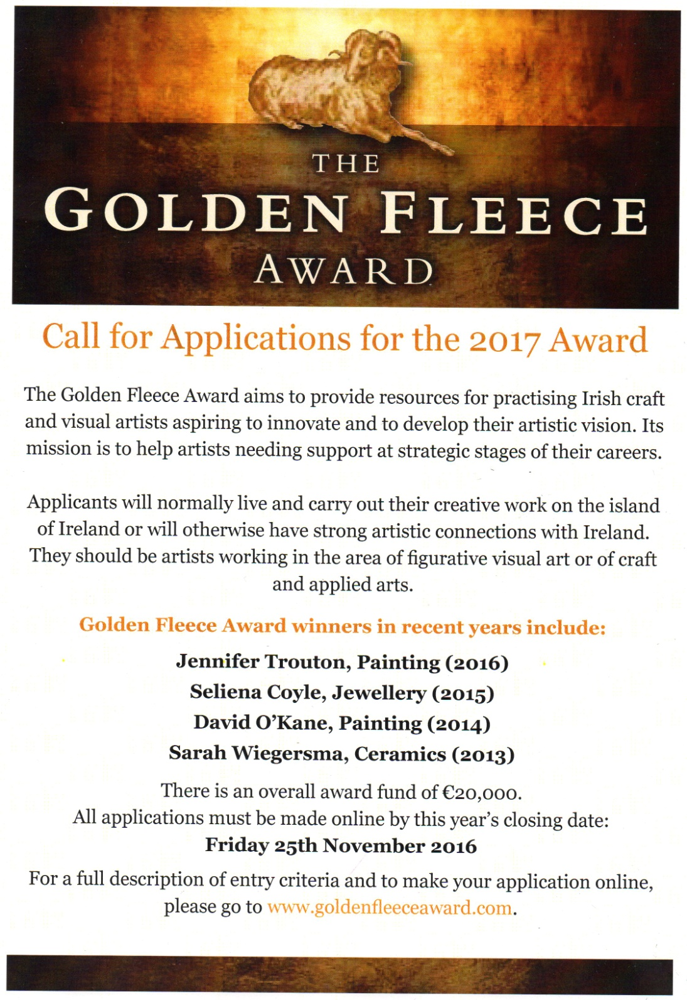 THE
GOLDEN FLEECE
AWARD
Call for Applications for the 2017 Award
The Golden Fleece Award aims to provide resources for practising Irish craft
and visual artists aspiring to innovate and to develop their artistic vision. Its
mission is to help artists needing support at strategic stages of their careers.
Applicants will normally live and carry out their creative work on the island
of Ireland or will otherwise have strong artistic connections with Ireland.
They should be artists working in the area of figurative visual art or of craft
and applied arts.
Golden Fleece Award winners in recent years include:
Jennifer Trouton, Painting (2016)
Seliena Coyle, Jewellery (2015)
David O'Kane, Painting (2014)
Sarah Wiegersma, Ceramics (2013)
There is an overall award fund of €20,000.
All applications must be made online by this year's closing date:
Friday 25th November 2016
For a full description of entry criteria and to make your application online,
please go to www.goldenfleeceaward.com.